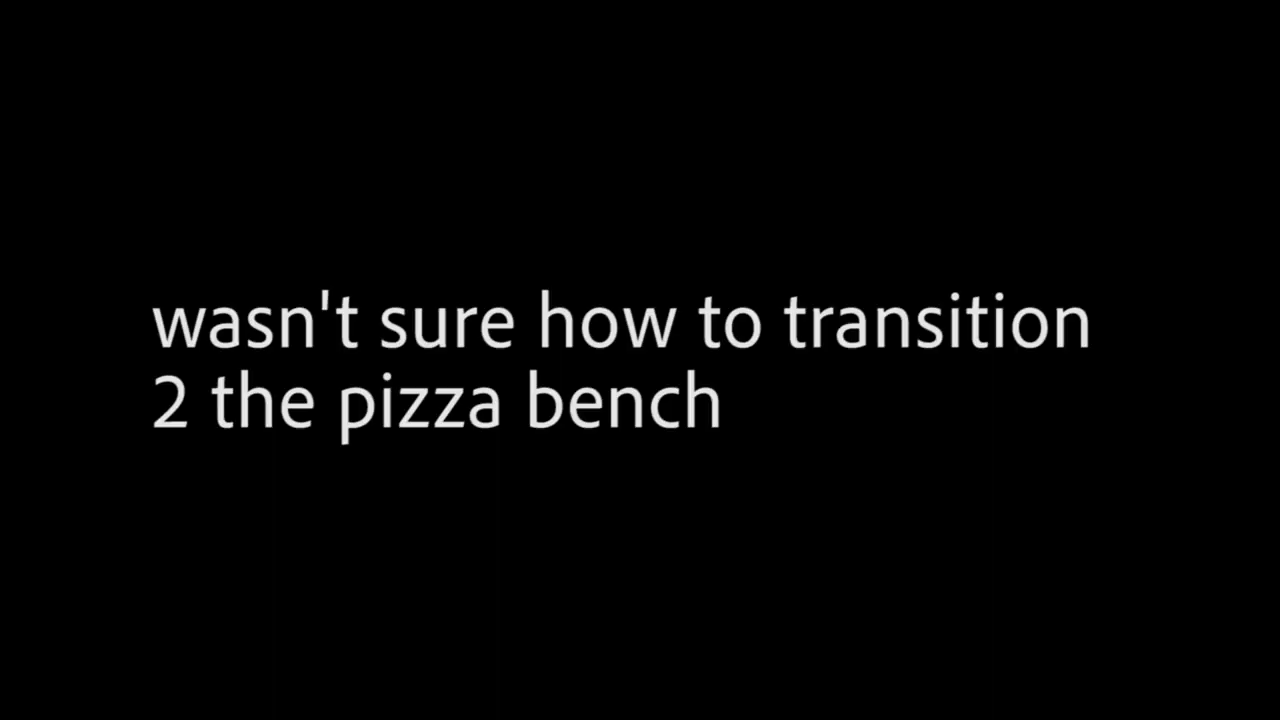 wasn't sure how to transition
2 the pizza bench